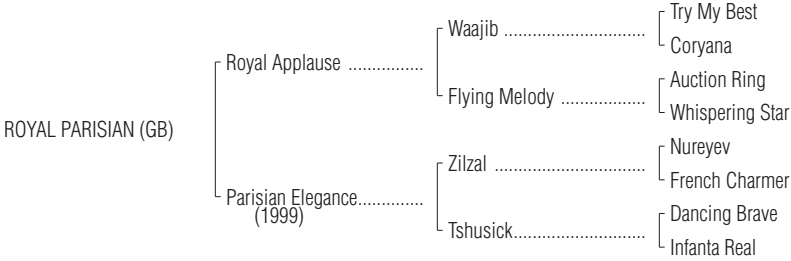 Try My Best
Waajib ..............................
Coryana
Royal Applause ................
Auction Ring
Flying Melody ..................
Whispering Star
ROYAL PARISIAN (GB)
Nureyev
Zilzal ................................
French Charmer
Parisian Elegance..............
(1999)
Dancing Brave
Tshusick............................
Infanta Real